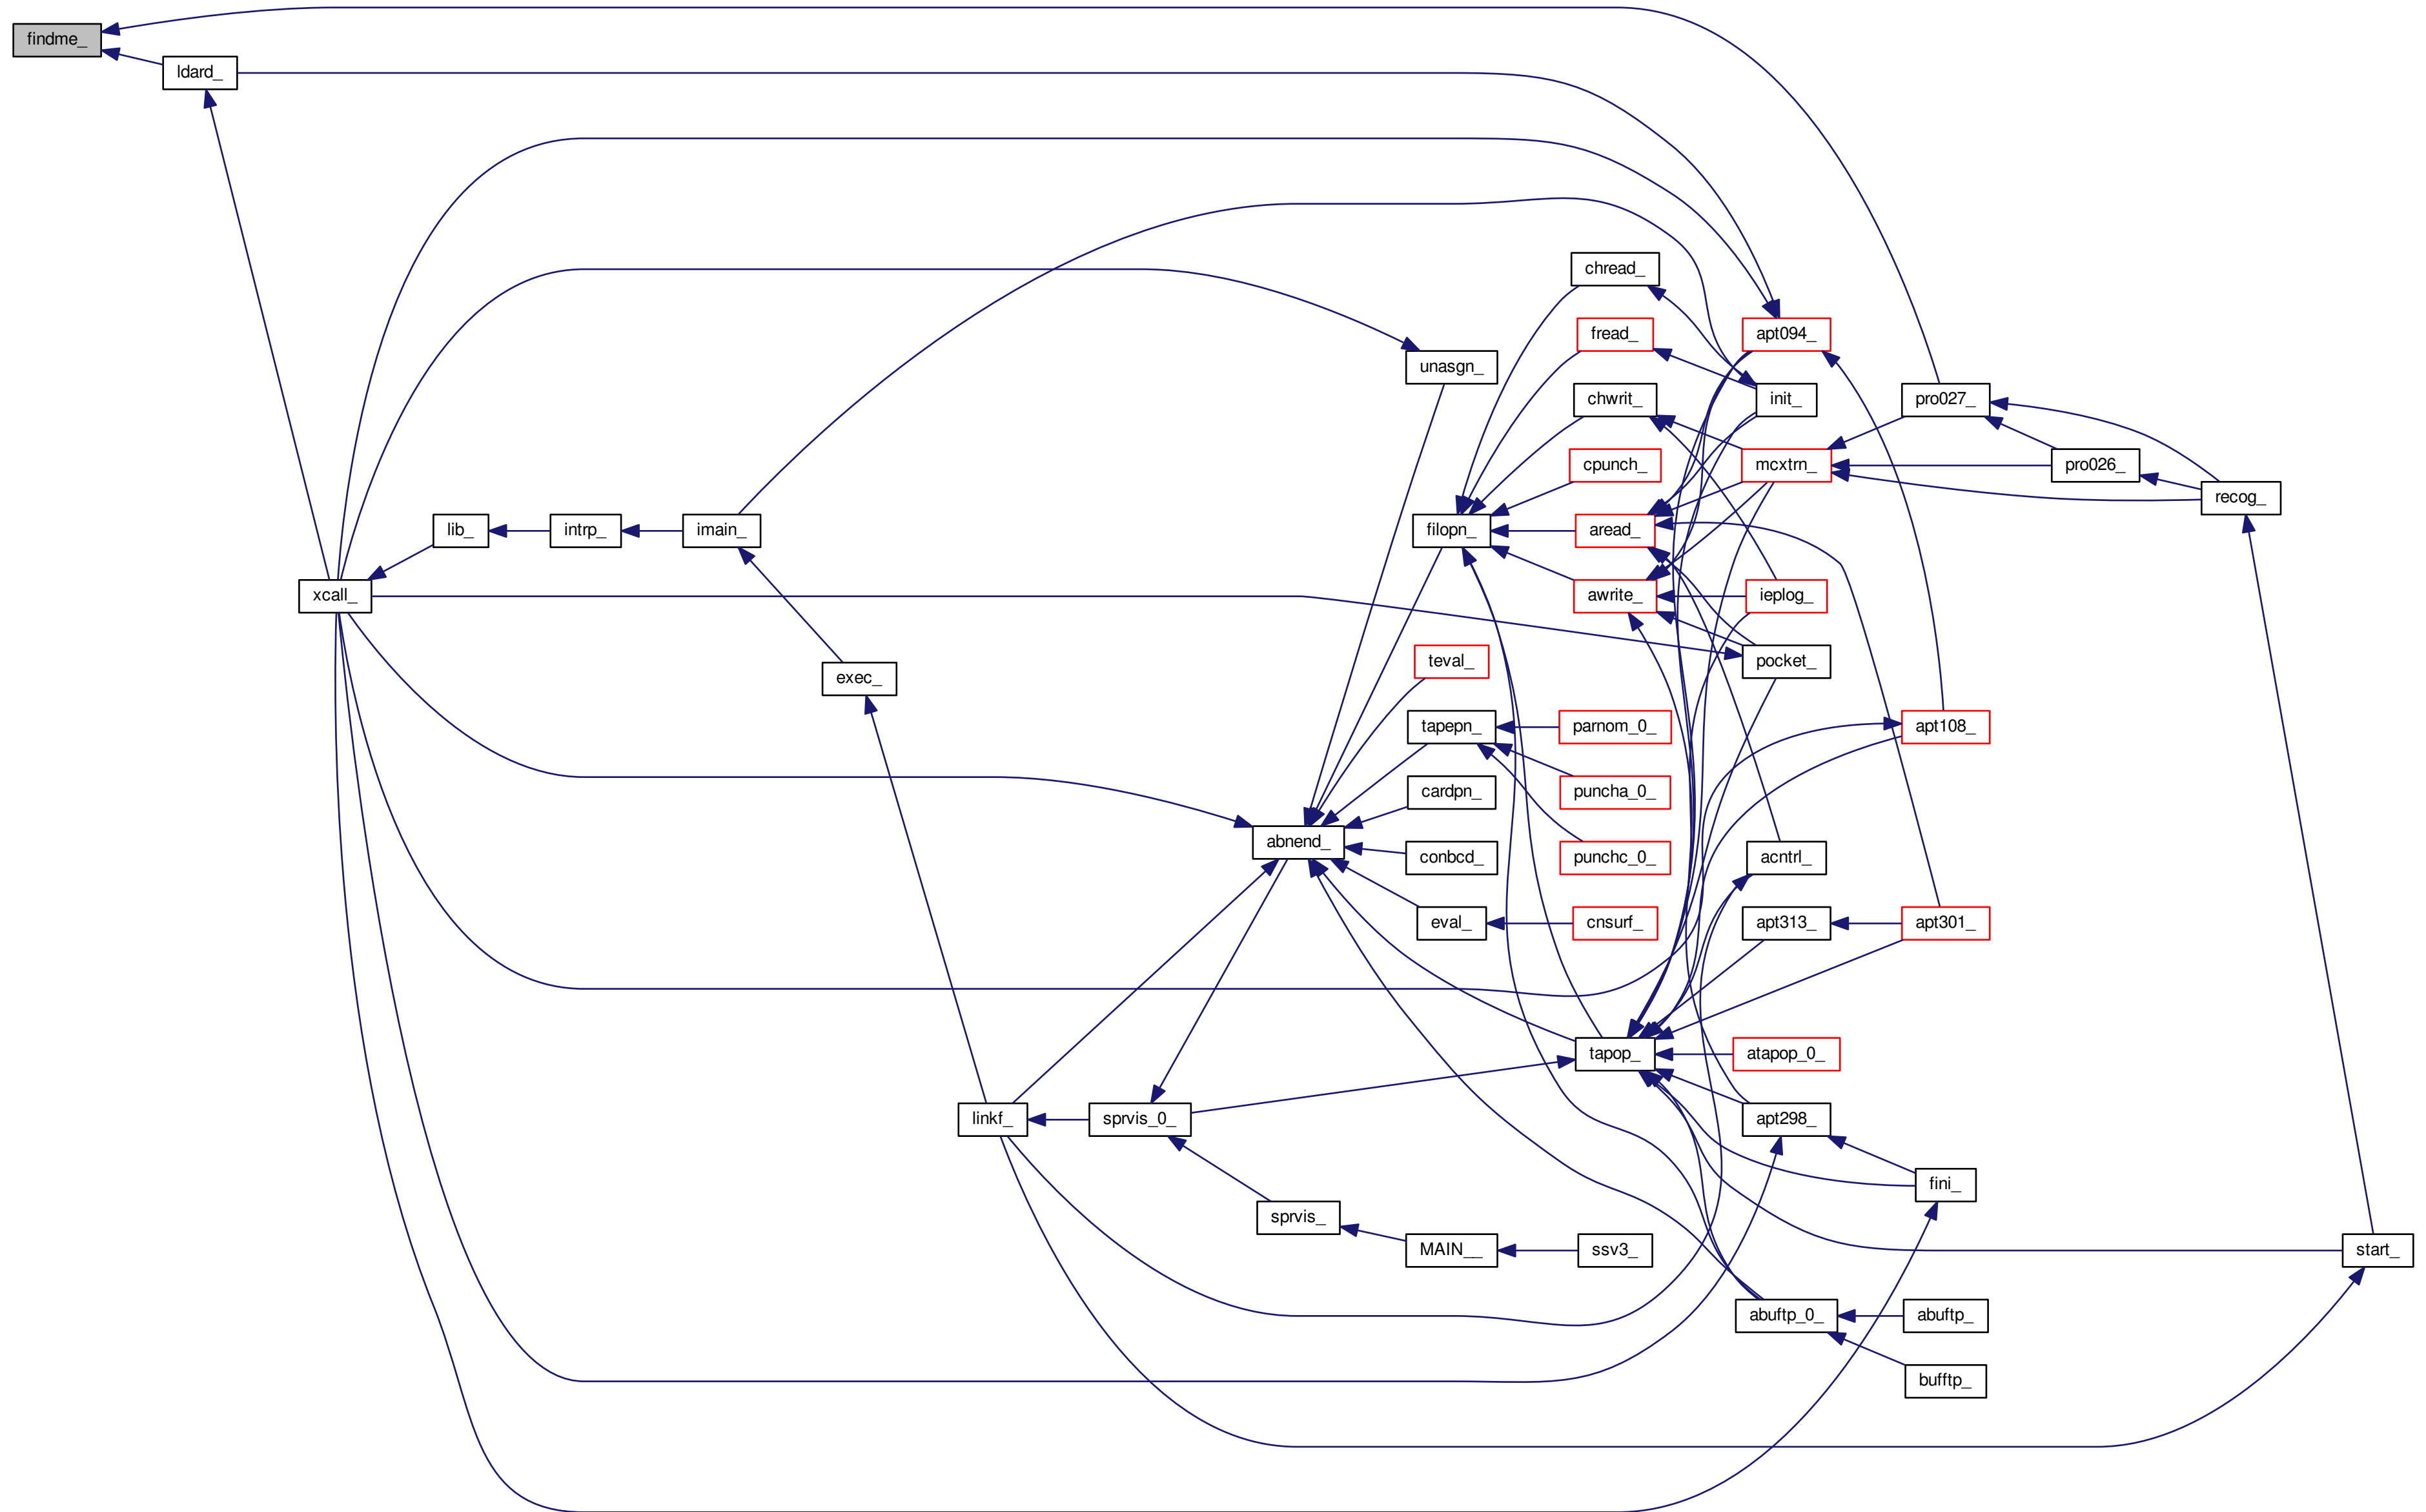 findme_
ldard_
chread_
fread_
apt094_
unasgn_
chwrit_
init_
pro027_
cpunch_
mcxtrn_
pro026_
recog_
lib_
intrp_
imain_
filopn_
aread_
xcall_
awrite_
ieplog_
exec_
teval_
pocket_
tapepn_
parnom_0_
apt108_
cardpn_
puncha_0_
abnend_
conbcd_
punchc_0_
acntrl_
eval_
cnsurf_
apt313_
apt301_
tapop_
atapop_0_
linkf_
sprvis_0_
apt298_
fini_
sprvis_
MAIN__
ssv3_
start_
abuftp_0_
abuftp_
bufftp_